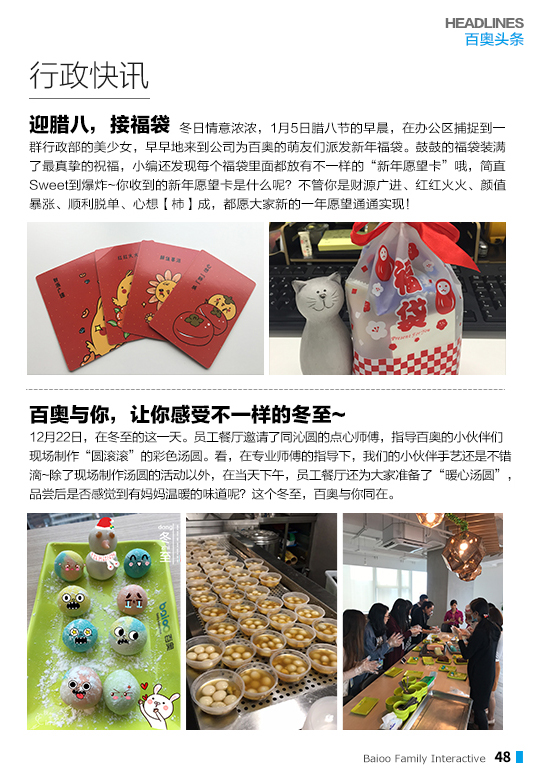 HEADLINES
百奥头条
行政快讯
迎腊八，接福袋 冬日情意浓浓，1月5日腊八节的早晨，在办公区捕捉到一
群行政部的美少女，早早地来到公司为百奥的萌友们派发新年福袋。鼓鼓的福袋装满
了最真挚的祝福，小编还发现每个福袋里面都放有不一样的“新年愿望卡”哦，简直
Sweet到爆炸~你收到的新年愿望卡是什么呢？不管你是财源广进、红红火火、颜值
暴涨、顺利脱单、心想【柿】成，都愿大家新的一年愿望通通实现！
福袋
百奥与你，让你感受不一样的冬至~
12月22日，在冬至的这一天。员工餐厅邀请了同沁圆的点心师傅，指导百奥的小伙伴们
现场制作“圆滚滚”的彩色汤圆。看，在专业师傅的指导下，我们的小伙伴手艺还是不错
滴~除了现场制作汤圆的活动以外，在当天下午，员工餐厅还为大家准备了“暖心汤圆”，
品尝后是否感觉到有妈妈温暖的味道呢？这个冬至，百奥与你同在。
dong
冬至
百奥
Baioo Family Interactive 48